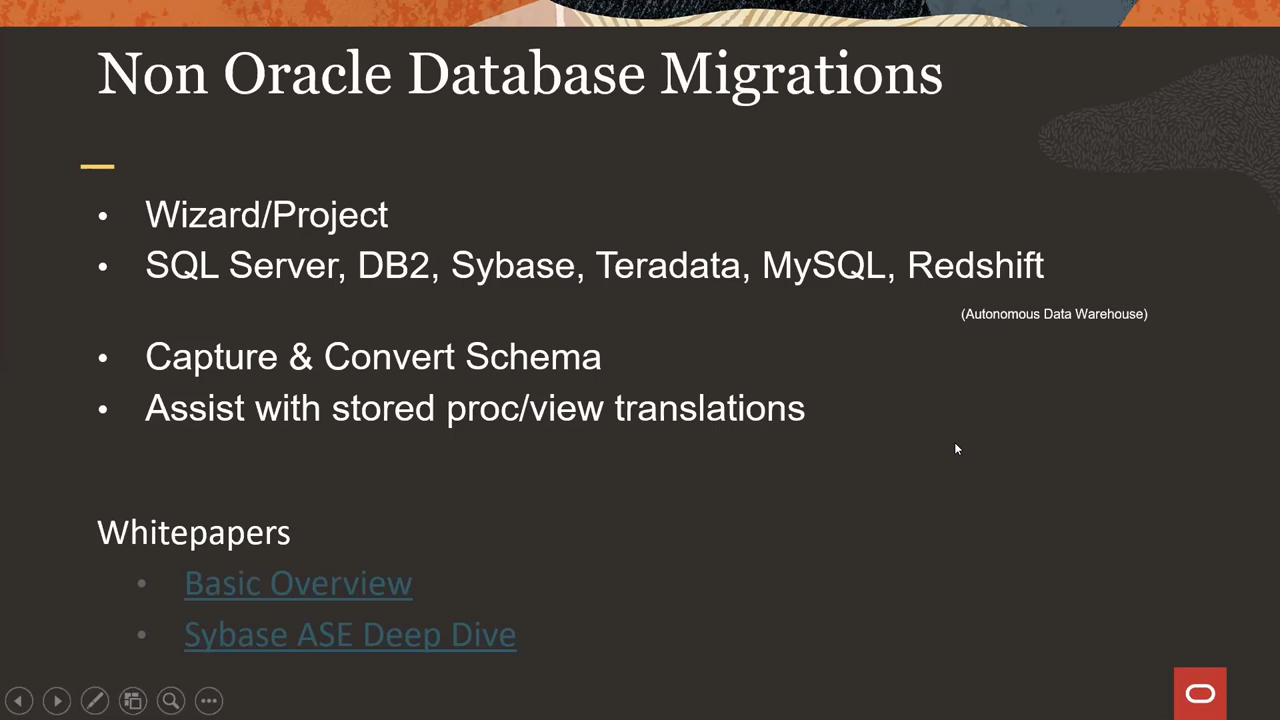 Non Oracle Database Migrations
• Wizard/Project
• SQL Server, DB2, Sybase, Teradata, MySQL, Redshift
(Autonomous Data Warehouse)
• Capture & Convert Schema
• Assist with stored proc/view translations
Whitepapers
• Basic Overview
• Sybase ASE Deep Dive